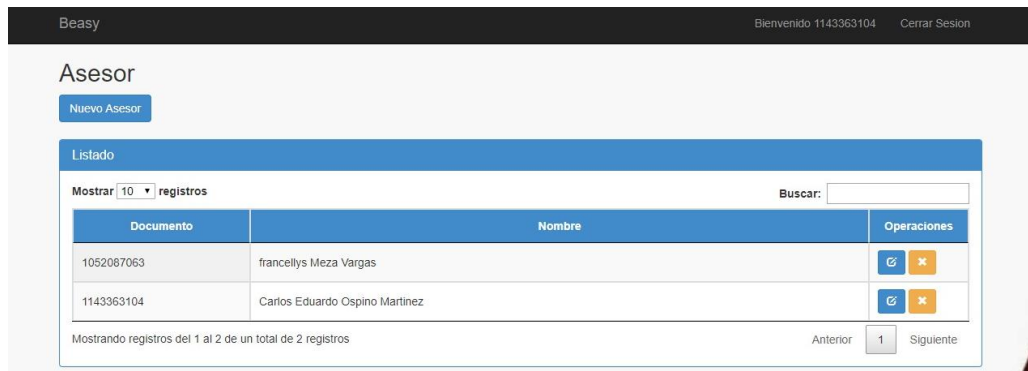 Beasy Bienvenido 1143363104 Cerrar Sesion
Asesor
Nuevo Asesor
Listado
Mostrar 10 registros Buscar:
Documento Nombre Operaciones
1052087063 francellys Meza Vargas
1143363104 Carlos Eduardo Ospino Martinez
Mostrando registros del 1 al 2 de un total de 2 registros Anterior 1 Siguiente